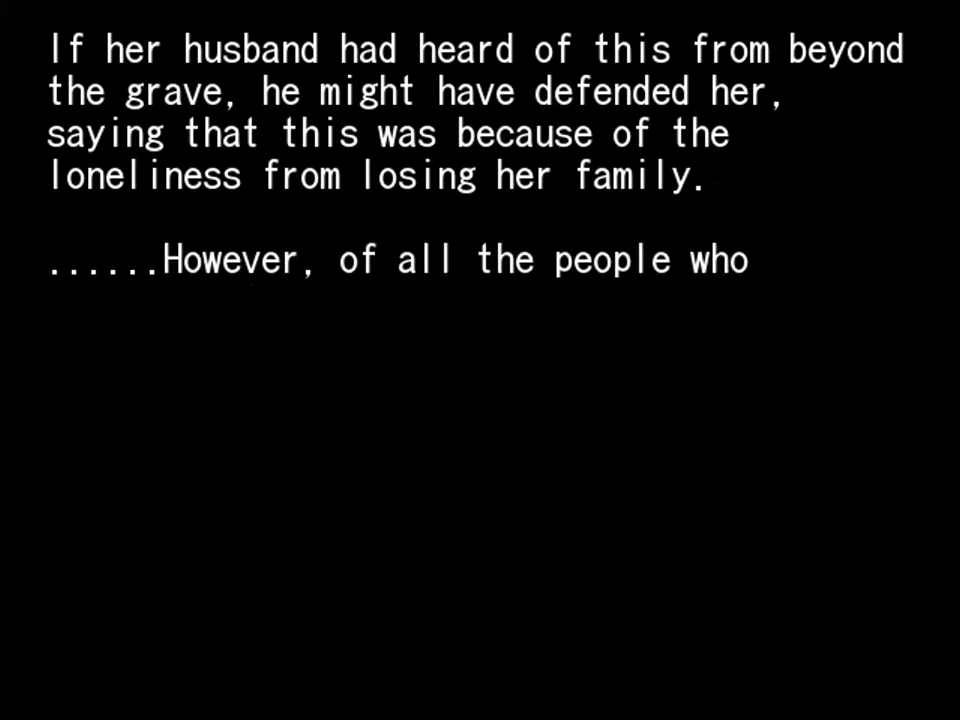 If her husband had heard of this from beyond
the grave, he might have defended her,
saying that this was because of the
loneliness from losing her family.
......However, of all the people who